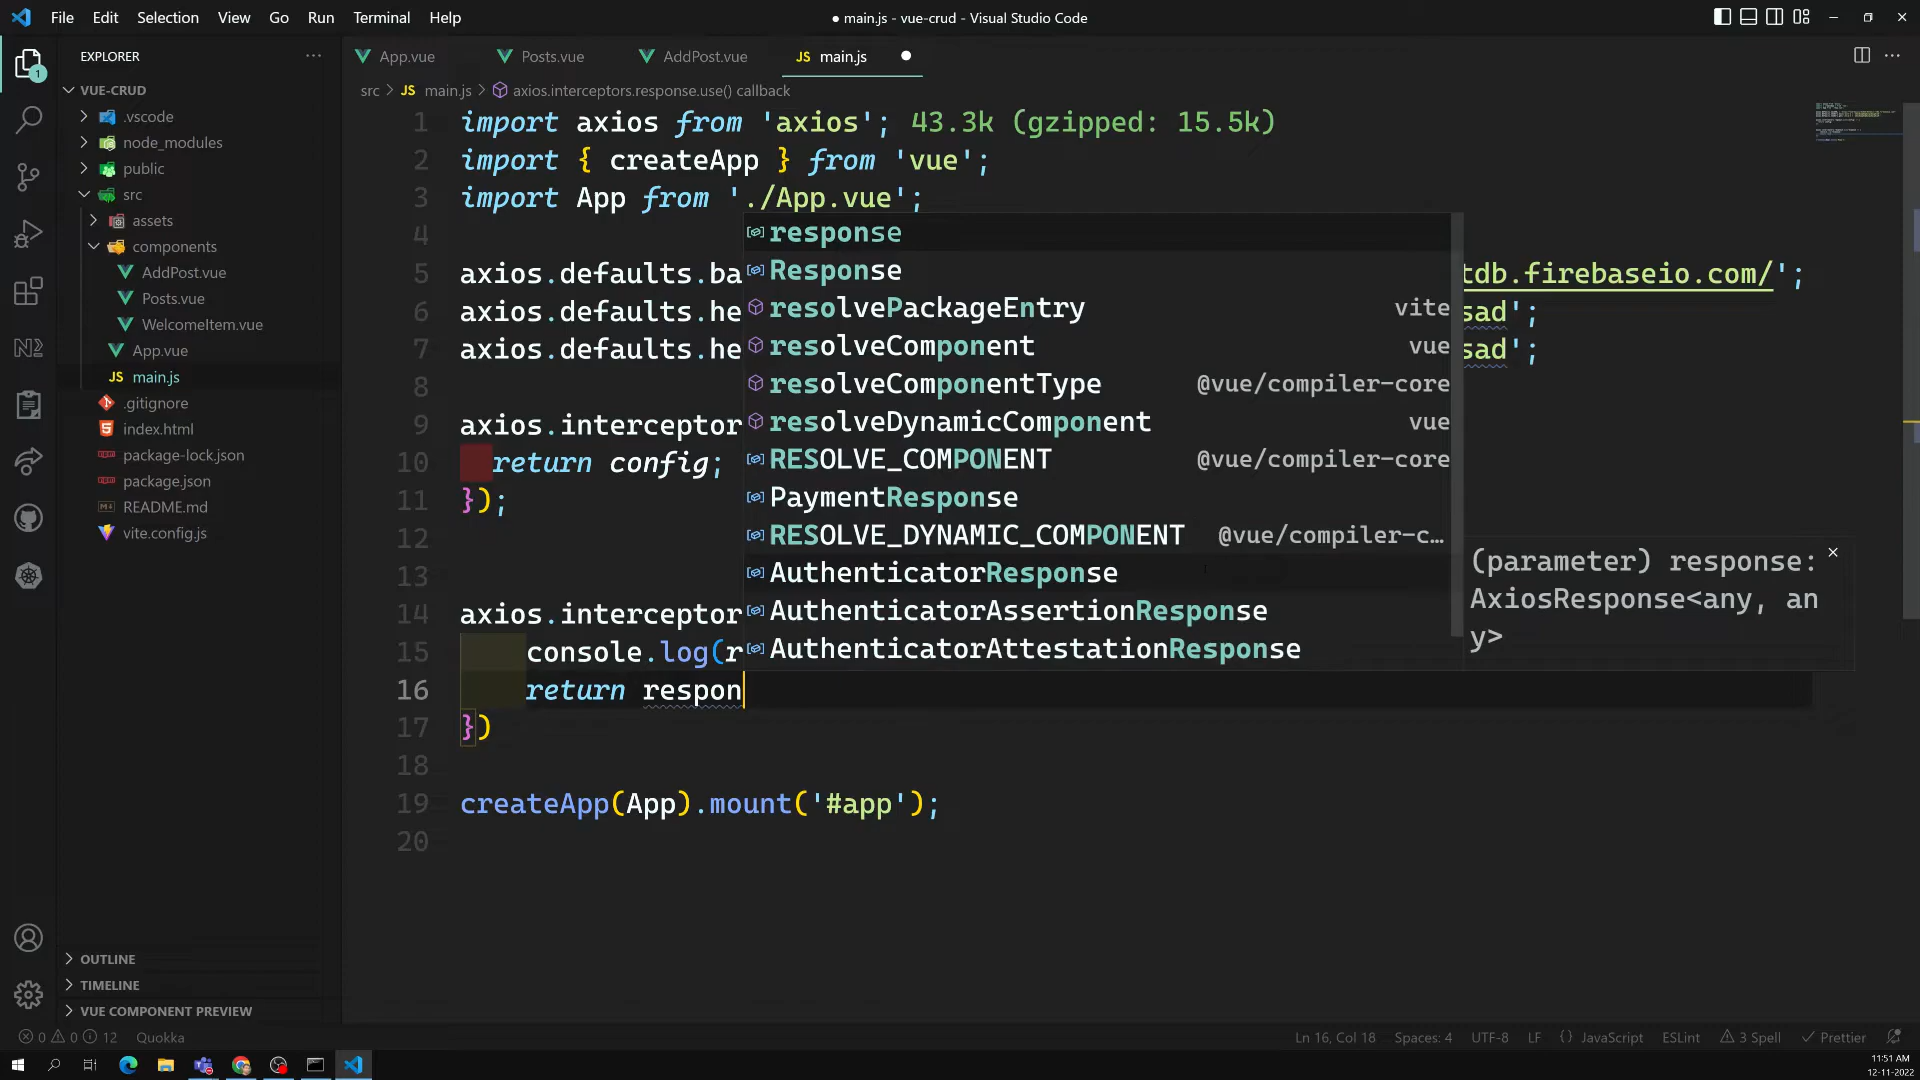 File Edit Selection View Go Run Terminal Help
● main.js - vue-crud - Visual Studio Code
EXPLORER
App.vue
Posts.vue
AddPost.vue
JS main.js
src > JS main.js > axios.interceptors.response.use() callback
1
VUE-CRUD
.vscode
node_modules
public
src
assets
components
AddPost.vue
Posts.vue
WelcomeItem.vue
App.vue
JS main.js
.gitignore
index.html
package-lock.json
package.json
README.md
vite.config.js
OUTLINE
TIMELINE
VUE COMPONENT PREVIEW
1 import axios from 'axios'; 43.3k (gzipped: 15.5k)
2 import { createApp } from 'vue';
3 import App from './App.vue';
4
5 axios.defaults.ba tdb.firebaseio.com/';
6 axios.defaults.he sad';
7 axios.defaults.he sad';
8
9 axios.interceptor
10 return config;
11 });
12
13
14 axios.interceptor
15 console.log(r
16 return respon
17 })
18
19 createApp(App).mount('#app');
20
response
Response
resolvePackageEntry vite
resolveComponent vue
resolveComponentType @vue/compiler-core
resolveDynamicComponent vue
RESOLVE_COMPONENT @vue/compiler-core
PaymentResponse
RESOLVE_DYNAMIC_COMPONENT @vue/compiler-c…
AuthenticatorResponse
AuthenticatorAssertionResponse
AuthenticatorAttestationResponse
(parameter) response:
AxiosResponse<any, an
y>
0 0 12 Quokka
Ln 16, Col 18 Spaces: 4 UTF-8 LF {} JavaScript ESLint 3 Spell Prettier
11:51 AM
12-11-2022